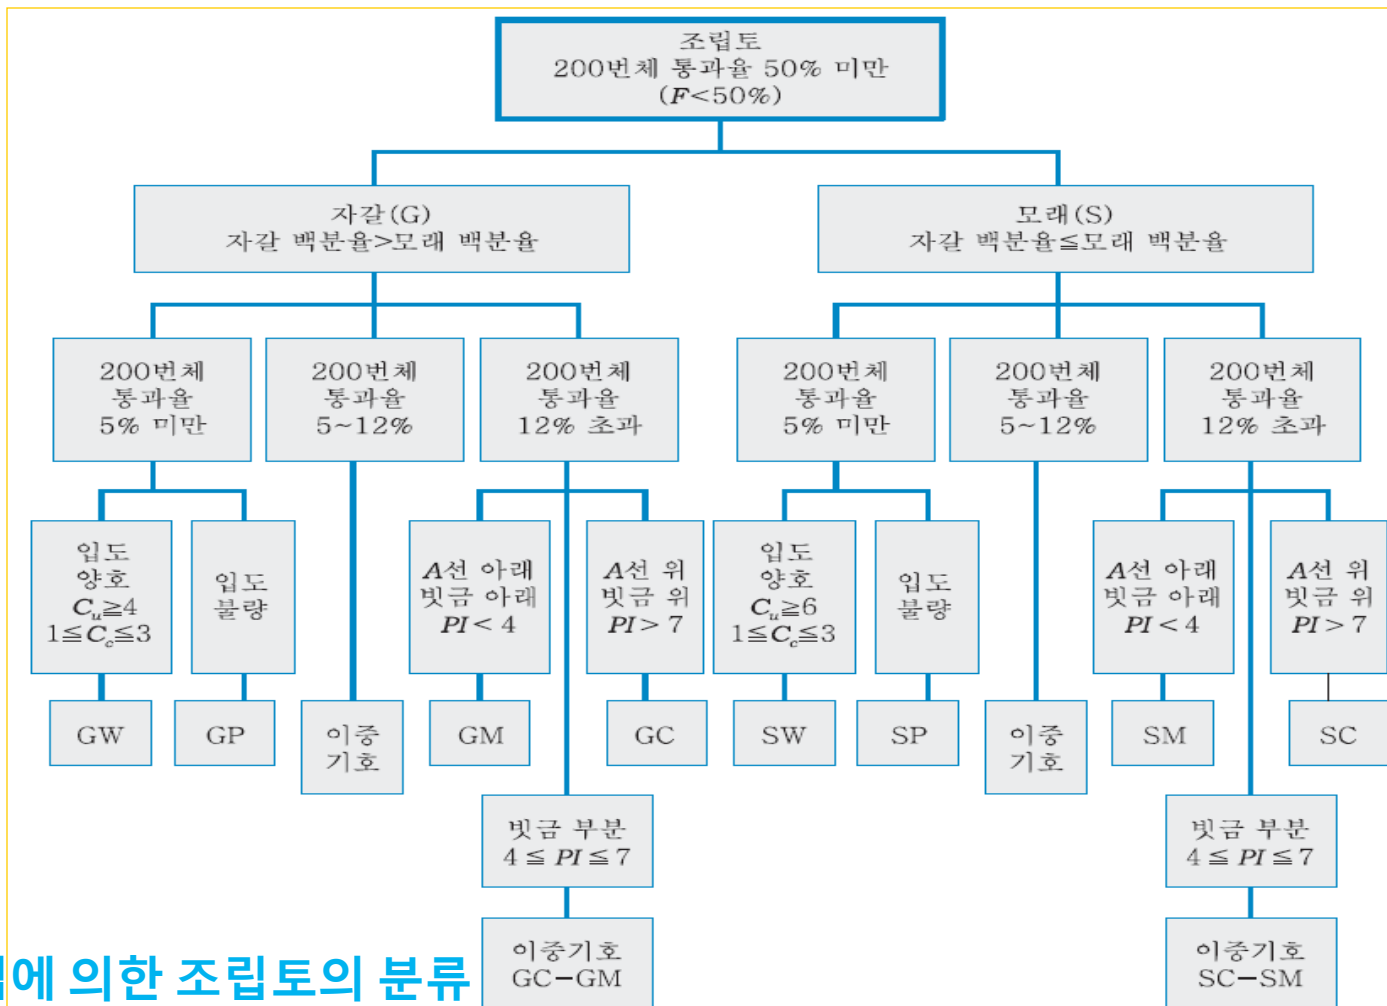 조립토
200번체 통과율 50% 미만
(F<50%)
자갈(G)
자갈 백분율>모래 백분율
모래(S)
자갈 백분율≦모래 백분율
200번체
통과율
5% 미만
200번체
통과율
5~12%
200번체
통과율
12% 초과
200번체
통과율
5% 미만
200번체
통과율
5~12%
200번체
통과율
12% 초과
입도
양호
Cu≧4
1≦Cc≦3
입도
불량
A선 아래
빗금 아래
PI<4
A선 위
빗금 위
PI>7
입도
양호
Cu≧6
1≦Cc≦3
입도
불량
A선 아래
빗금 아래
PI<4
A선 위
빗금 위
PI>7
GW
GP
이중
기호
GM
GC
SW
SP
이중
기호
SM
SC
빗금 부분
4≦PI≦7
빗금 부분
4≦PI≦7
이중기호
GC-GM
이중기호
SC-SM
에 의한 조립토의 분류